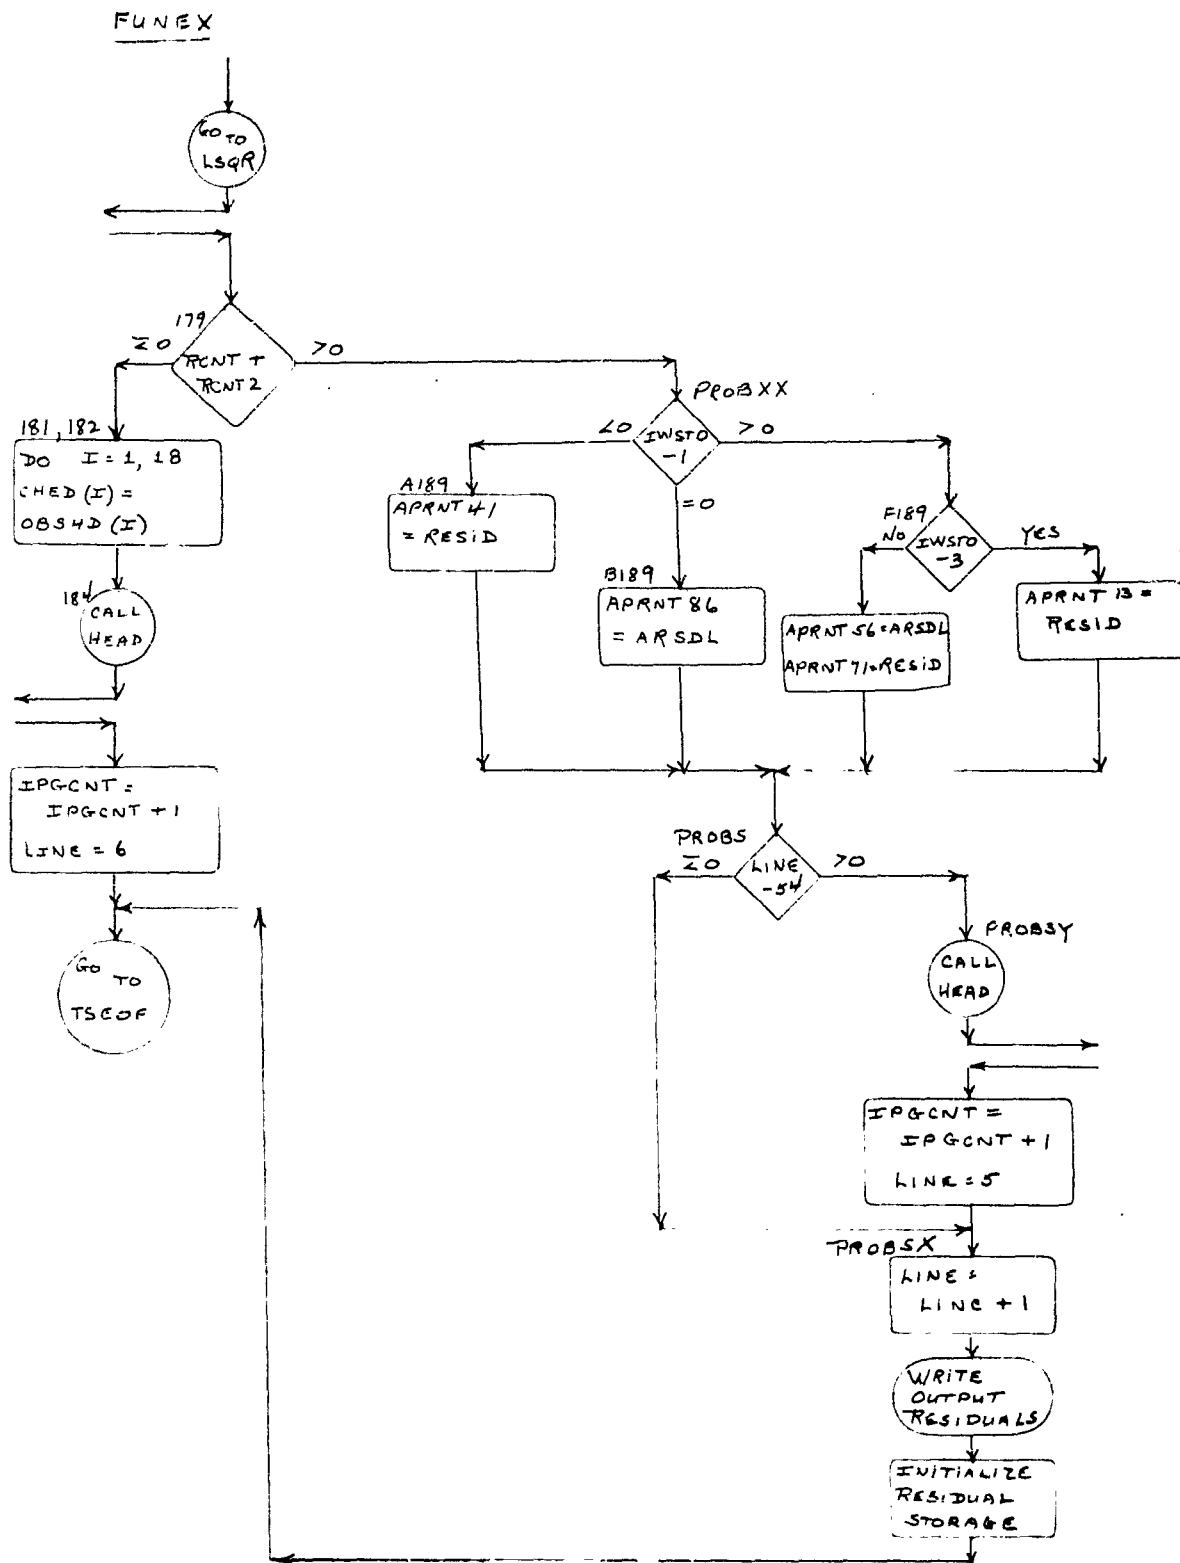 FUNEX
GO TO
LSQR
179
≤0
RCNT +
RCNT 2
>0
181, 182
DO I = 1, 18
CHED (I) =
OBSHD (I)
184
CALL
HEAD
IPGCNT =
IPGCNT + 1
LINE = 6
GO TO
TSEOF
PROBXX
<0
IWSTO
-1
>0
=0
A189
APRNT 41
= RESID
B189
APRNT 86
= ARSDL
F189
NO
IWSTO
-3
YES
APRNT 56 = ARSDL
APRNT 71 = RESID
APRNT 13 =
RESID
PROBS
≤0
LINE
-54
>0
PROBSY
CALL
HEAD
IPGCNT =
IPGCNT + 1
LINE = 5
PROBSX
LINE =
LINE + 1
WRITE
OUTPUT
RESIDUALS
INITIALIZE
RESIDUAL
STORAGE